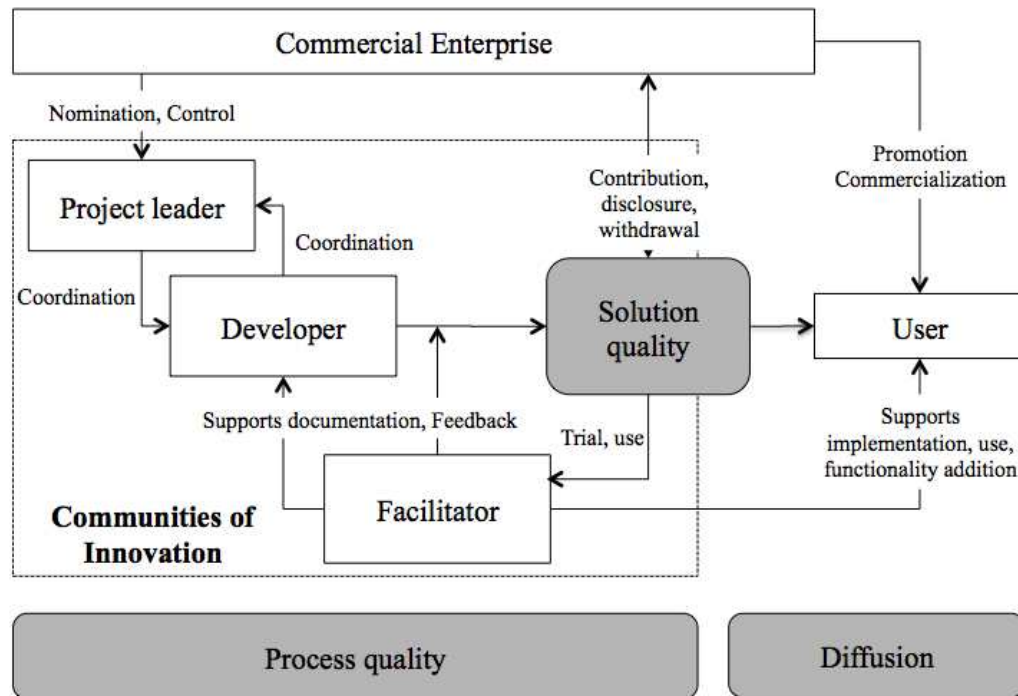 Commercial Enterprise
Nomination, Control
Project leader
Coordination
Coordination
Developer
Contribution,
disclosure,
withdrawal
Promotion
Commercialization
Solution
quality
User
Supports documentation, Feedback
Trial, use
Supports
implementation, use,
functionality addition
Facilitator
Communities of
Innovation
Process quality
Diffusion